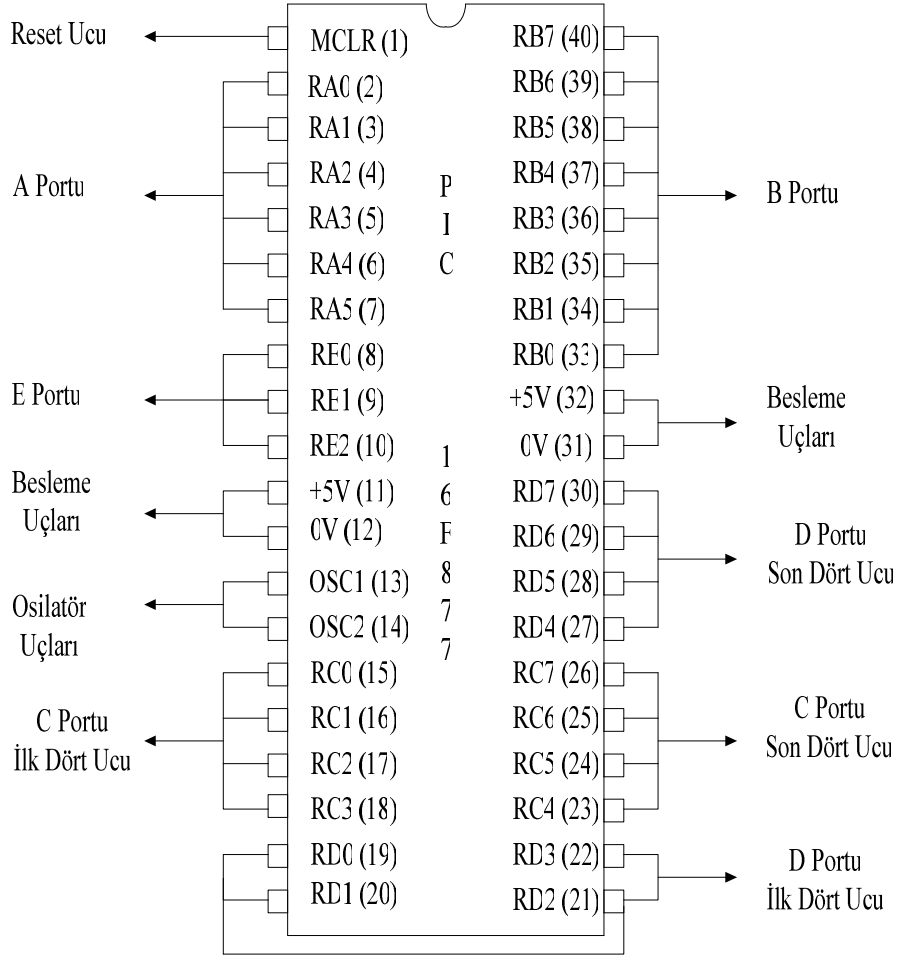 Reset Ucu
A Portu
E Portu
Besleme
Uçları
Osilatör
Uçları
C Portu
İlk Dört Ucu
MCLR (1)
RA0 (2)
RA1 (3)
RA2 (4)
RA3 (5)
RA4 (6)
RA5 (7)
RE0 (8)
RE1 (9)
RE2 (10)
+5V (11)
0V (12)
OSC1 (13)
OSC2 (14)
RC0 (15)
RC1 (16)
RC2 (17)
RC3 (18)
RD0 (19)
RD1 (20)
P
I
C
1
6
F
8
7
7
RB7 (40)
RB6 (39)
RB5 (38)
RB4 (37)
RB3 (36)
RB2 (35)
RB1 (34)
RB0 (33)
+5V (32)
0V (31)
RD7 (30)
RD6 (29)
RD5 (28)
RD4 (27)
RC7 (26)
RC6 (25)
RC5 (24)
RC4 (23)
RD3 (22)
RD2 (21)
B Portu
Besleme
Uçları
D Portu
Son Dört Ucu
C Portu
Son Dört Ucu
D Portu
İlk Dört Ucu